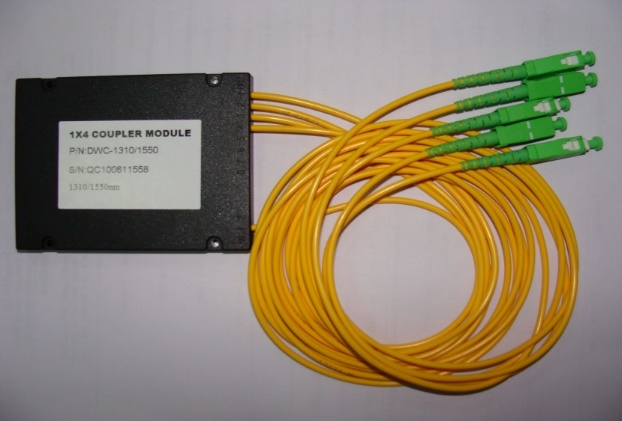 1X4 COUPLER MODULE
P/N:DWC-1310/1550
S/N:QC100611558
1310/1550nm